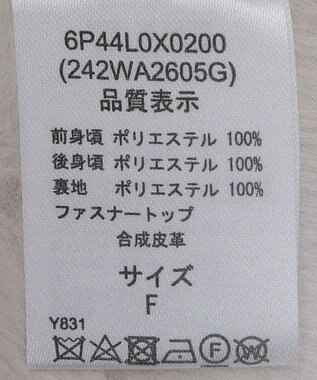 6P44L0X0200
(242WA2605G)
品質表示
前身頃 ポリエステル 100%
後身頃 ポリエステル 100%
裏地 ポリエステル 100%
ファスナートップ
合成皮革
サイズ
F
Y831
F W